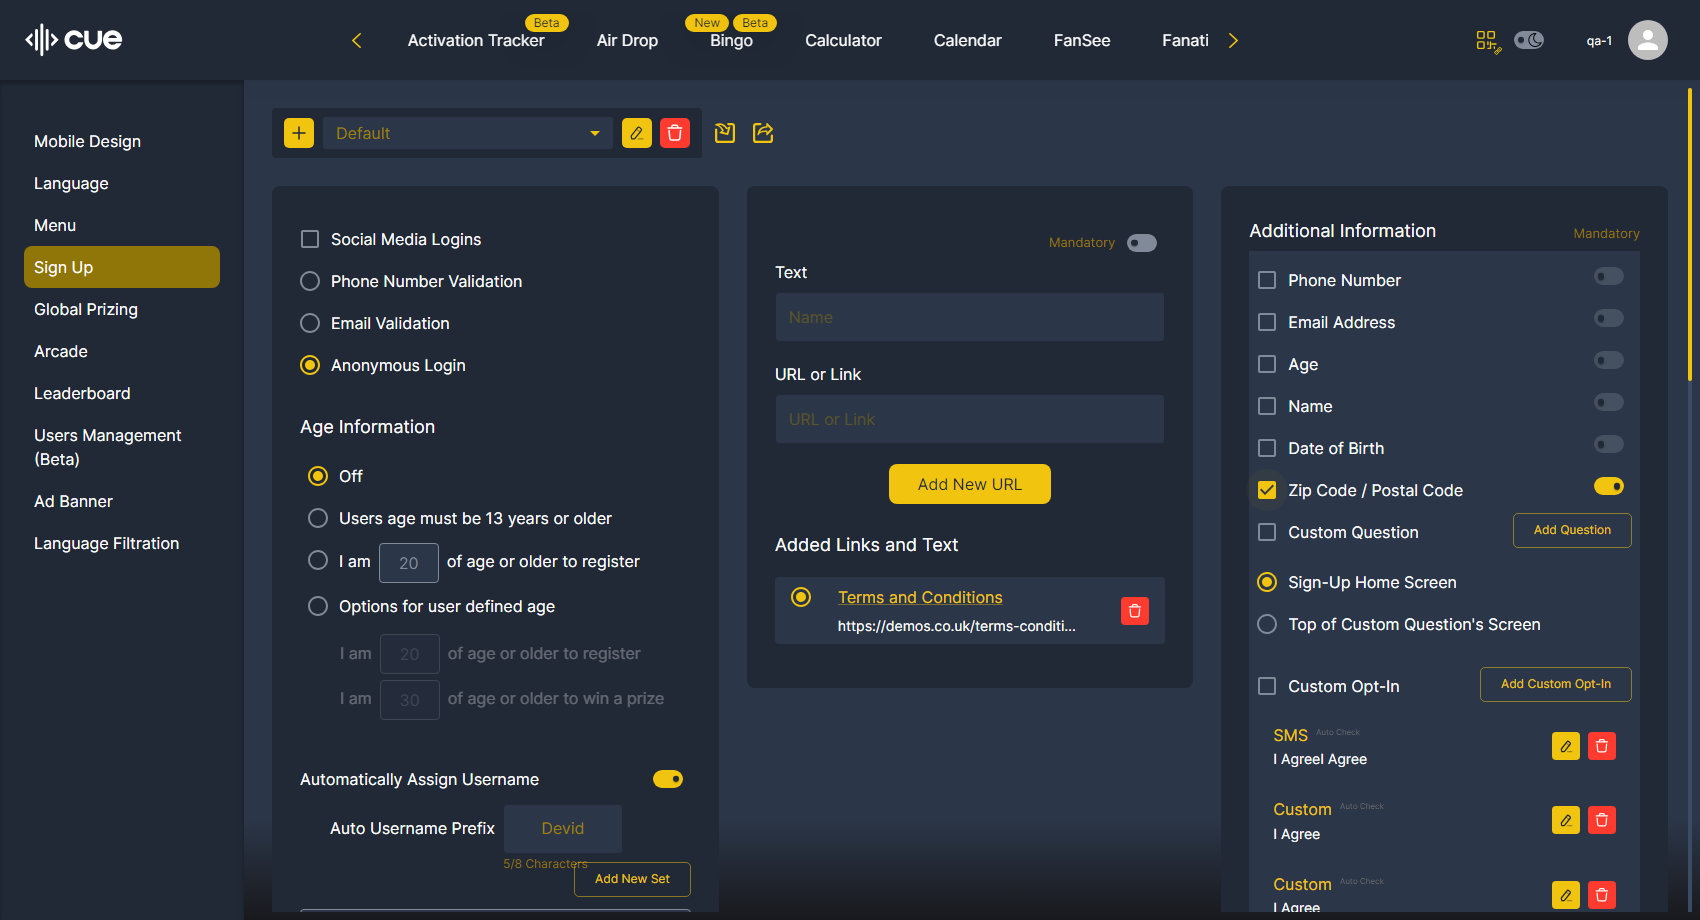 cue
Activation Tracker
Beta
Air Drop
New
Beta
Bingo
Calculator
Calendar
FanSee
Fanati
qa-1
Mobile Design
Language
Menu
Sign Up
Global Prizing
Arcade
Leaderboard
Users Management
(Beta)
Ad Banner
Language Filtration
Default
Social Media Logins
Phone Number Validation
Email Validation
Anonymous Login
Age Information
Off
Users age must be 13 years or older
I am 20 of age or older to register
Options for user defined age
I am 20 of age or older to register
I am 30 of age or older to win a prize
Automatically Assign Username
Auto Username Prefix Devid
5/8 Characters
Add New Set
Mandatory
Text
Name
URL or Link
URL or Link
Add New URL
Added Links and Text
Terms and Conditions
https://demos.co.uk/terms-conditi...
Additional Information
Mandatory
Phone Number
Email Address
Age
Name
Date of Birth
Zip Code / Postal Code
Custom Question
Add Question
Sign-Up Home Screen
Top of Custom Question's Screen
Custom Opt-In
Add Custom Opt-In
SMS Auto Check
I AgreeI Agree
Custom Auto Check
I Agree
Custom Auto Check
I Agree